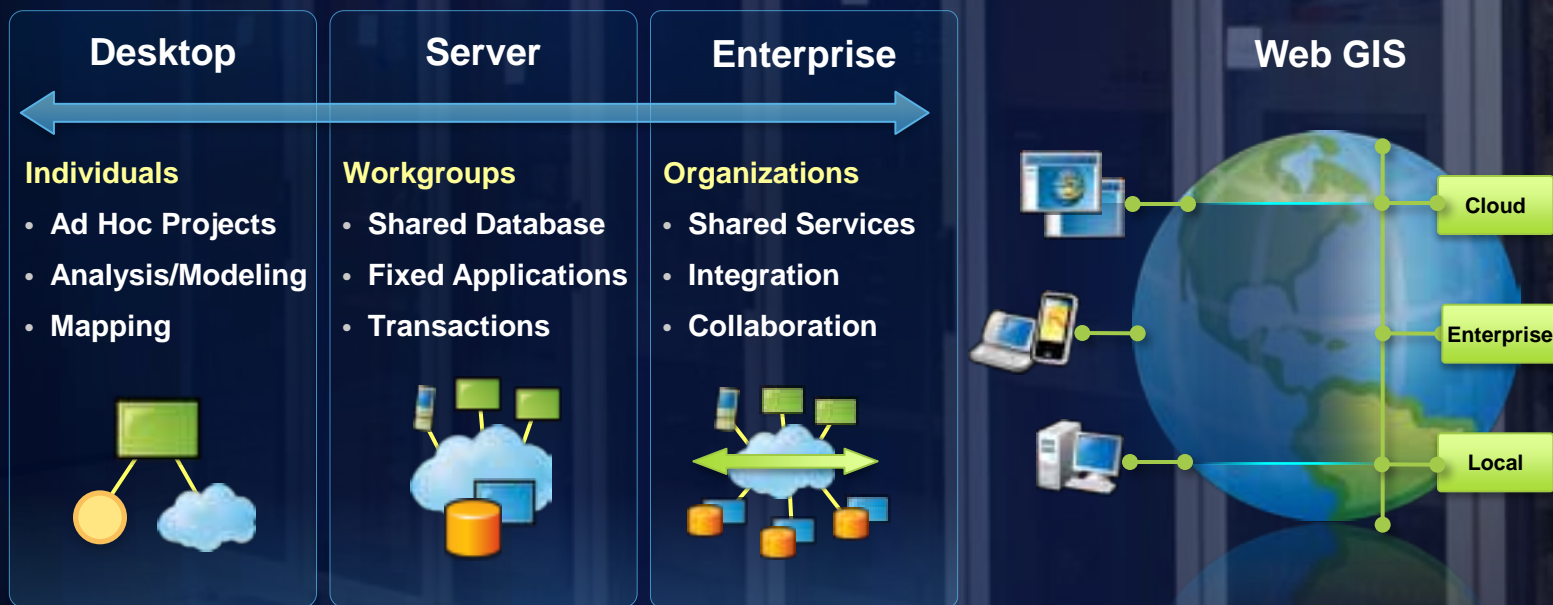 Desktop
Individuals
• Ad Hoc Projects
• Analysis/Modeling
• Mapping
Server
Workgroups
• Shared Database
• Fixed Applications
• Transactions
Enterprise
Organizations
• Shared Services
• Integration
• Collaboration
Web GIS
Cloud
Enterprise
Local